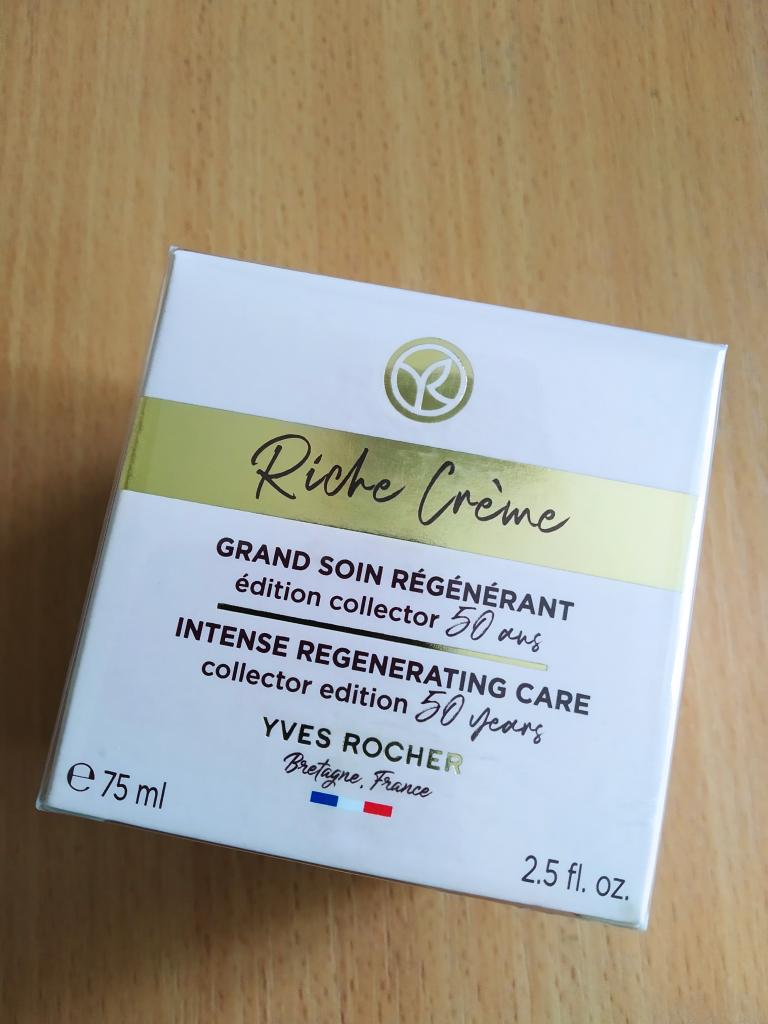 YR
Riche Crème
GRAND SOIN RÉGÉNÉRANT
édition collector 50 ans
INTENSE REGENERATING CARE
collector edition 50 years
YVES ROCHER
Bretagne, France
℮ 75 ml
2.5 fl. oz.